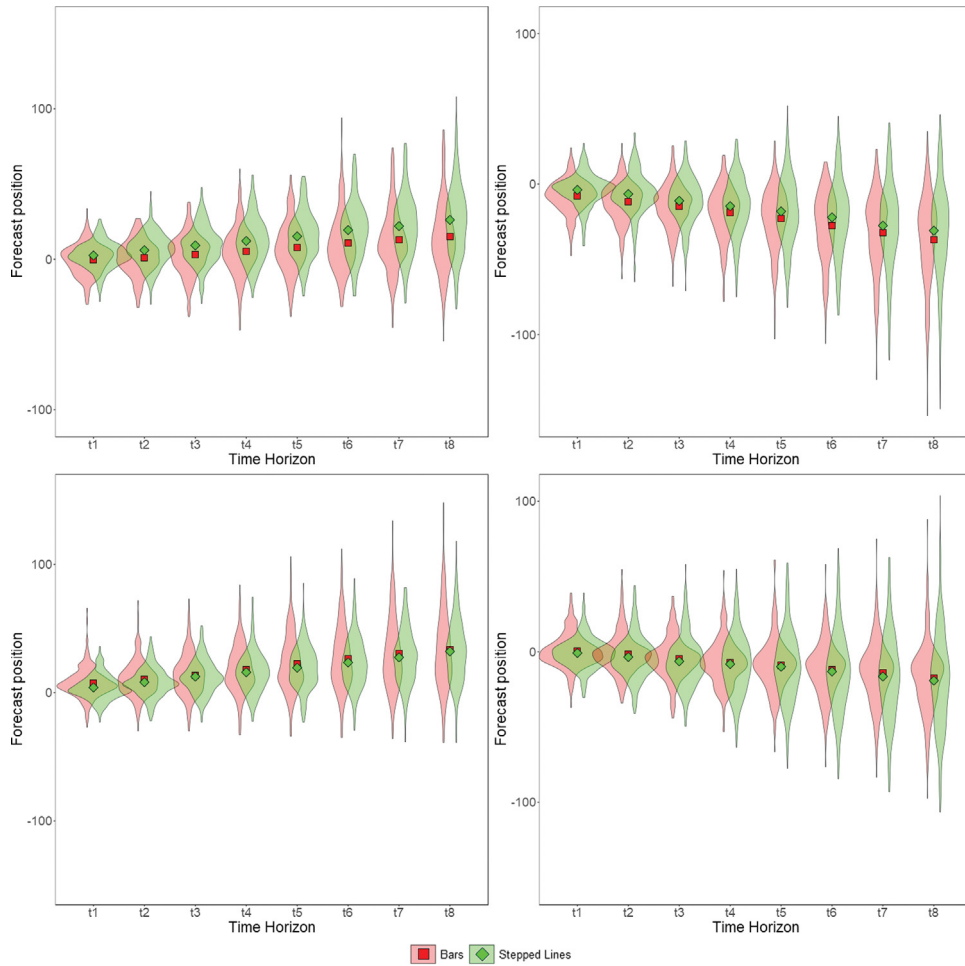 100
0
-100
Forecast position
t1 t2 t3 t4 t5 t6 t7 t8
Time Horizon
100
0
-100
Forecast position
t1 t2 t3 t4 t5 t6 t7 t8
Time Horizon
100
0
-100
Forecast position
t1 t2 t3 t4 t5 t6 t7 t8
Time Horizon
100
0
-100
Forecast position
t1 t2 t3 t4 t5 t6 t7 t8
Time Horizon
Bars Stepped Lines